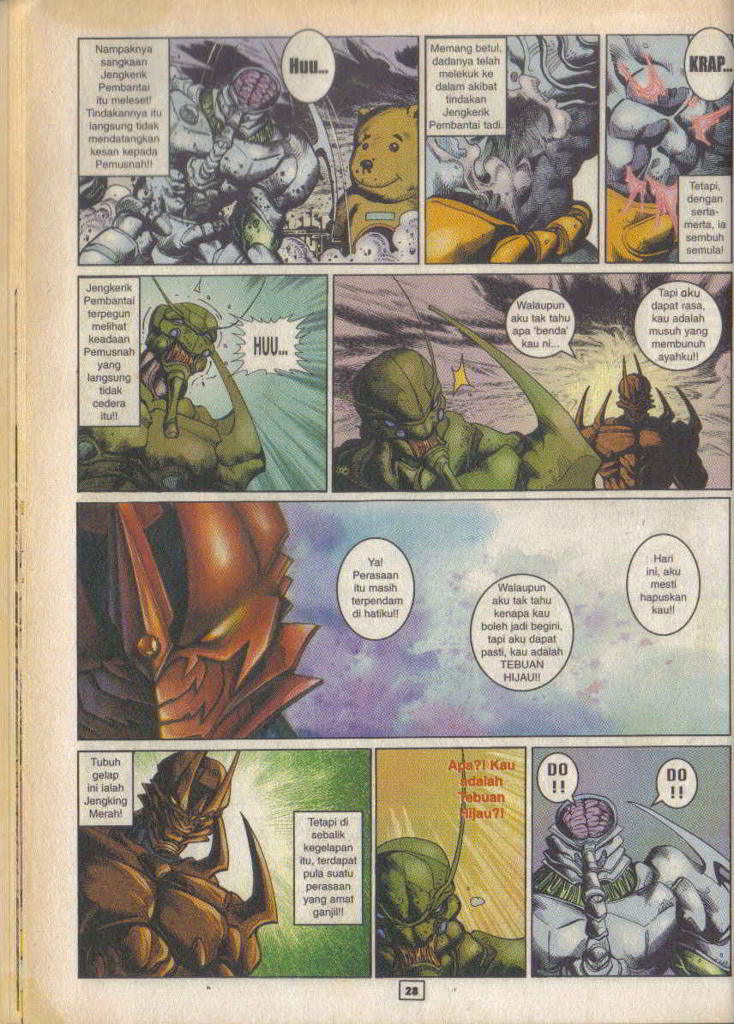 Nampaknya
sangkaan
Jengkerik
Pembantai
itu meleset!
Tindakannya itu
langsung tidak
mendatangkan
kesan kepada
Pemusnah!!
Huu...
Memang betul,
dadanya telah
melekuk ke
dalam akibat
tindakan
Jengkerik
Pembantai tadi.
KRAP...
Tetapi,
dengan
serta-
merta, ia
sembuh
semula!
Jengkerik
Pembantai
terpegun
melihat
keadaan
Pemusnah
yang
langsung
tidak
cedera
itu!!
HUU...
Walaupun
aku tak tahu
apa 'benda'
kau ni...
Tapi aku
dapat rasa,
kau adalah
musuh yang
membunuh
ayahku!!
Ya!
Perasaan
itu masih
terpendam
di hatiku!!
Walaupun
aku tak tahu
kenapa kau
boleh jadi begini,
tapi aku dapat
pasti, kau adalah
TEBUAN
HIJAU!!
Hari
ini, aku
mesti
hapuskan
kau!!
Tubuh
gelap
ini ialah
Jengking
Merah!
Tetapi di
sebalik
kegelapan
itu, terdapat
pula suatu
perasaan
yang amat
ganjil!!
Apa?! Kau
adalah
Tebuan
Hijau?!
DO
!!
DO
!!
28